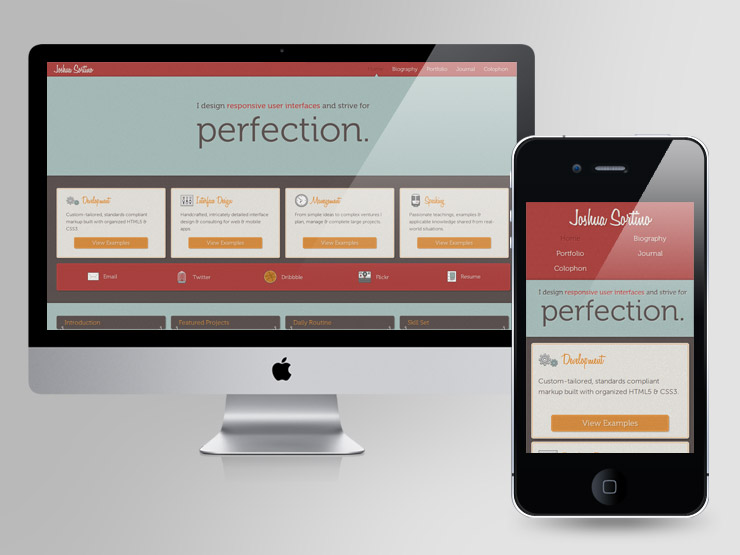 Joshua Sortino
Home Biography Portfolio Journal Colophon
I design responsive user interfaces and strive for
perfection.
Development
Custom-tailored, standards compliant
markup built with organized HTML5 &
CSS3.
View Examples
Interface Design
Handcrafted, intricately detailed interface
design & consulting for web & mobile
apps.
View Examples
Management
From simple ideas to complex ventures I
plan, manage & complete large projects.
View Examples
Speaking
Passionate teachings, examples &
applicable knowledge shared from real-
world situations.
View Examples
Email Twitter Dribbble Flickr Resume
Introduction Featured Projects Daily Routine Skill Set
Joshua Sortino
Home Biography
Portfolio Journal
Colophon
I design responsive user interfaces and strive for
perfection.
Development
Custom-tailored, standards compliant
markup built with organized HTML5 & CSS3.
View Examples